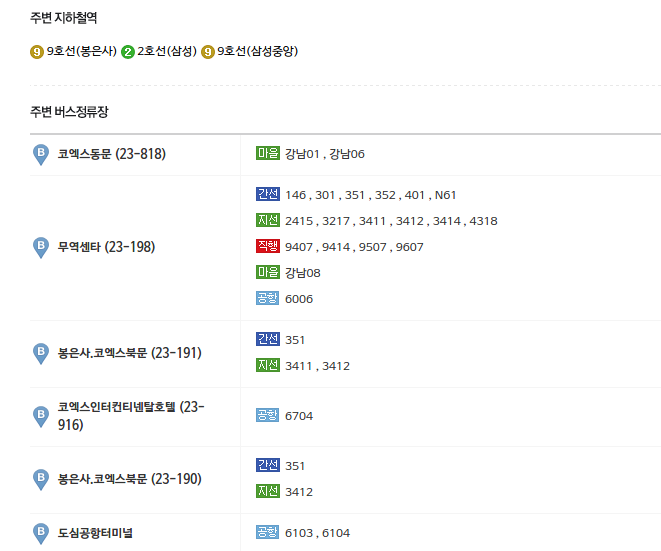 주변 지하철역
9 9호선(봉은사) 2 2호선(삼성) 9 9호선(삼성중앙)
주변 버스정류장
B 코엑스동문 (23-818) 마을 강남01 , 강남06
B 무역센타 (23-198)
간선 146 , 301 , 351 , 352 , 401 , N61
지선 2415 , 3217 , 3411 , 3412 , 3414 , 4318
직행 9407 , 9414 , 9507 , 9607
마을 강남08
공항 6006
B 봉은사.코엑스북문 (23-191)
간선 351
지선 3411 , 3412
B 코엑스인터컨티넨탈호텔 (23-
916)
공항 6704
B 봉은사.코엑스북문 (23-190)
간선 351
지선 3412
B 도심공항터미널 공항 6103 , 6104